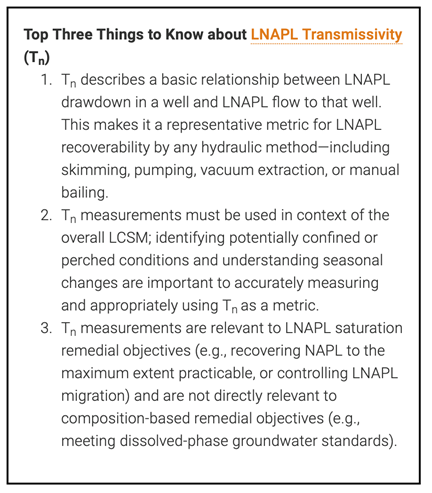 Top Three Things to Know about LNAPL Transmissivity
(Tn)
1. Tn describes a basic relationship between LNAPL
drawdown in a well and LNAPL flow to that well.
This makes it a representative metric for LNAPL
recoverability by any hydraulic method—including
skimming, pumping, vacuum extraction, or manual
bailing.
2. Tn measurements must be used in context of the
overall LCSM; identifying potentially confined or
perched conditions and understanding seasonal
changes are important to accurately measuring
and appropriately using Tn as a metric.
3. Tn measurements are relevant to LNAPL saturation
remedial objectives (e.g., recovering NAPL to the
maximum extent practicable, or controlling LNAPL
migration) and are not directly relevant to
composition-based remedial objectives (e.g.,
meeting dissolved-phase groundwater standards).